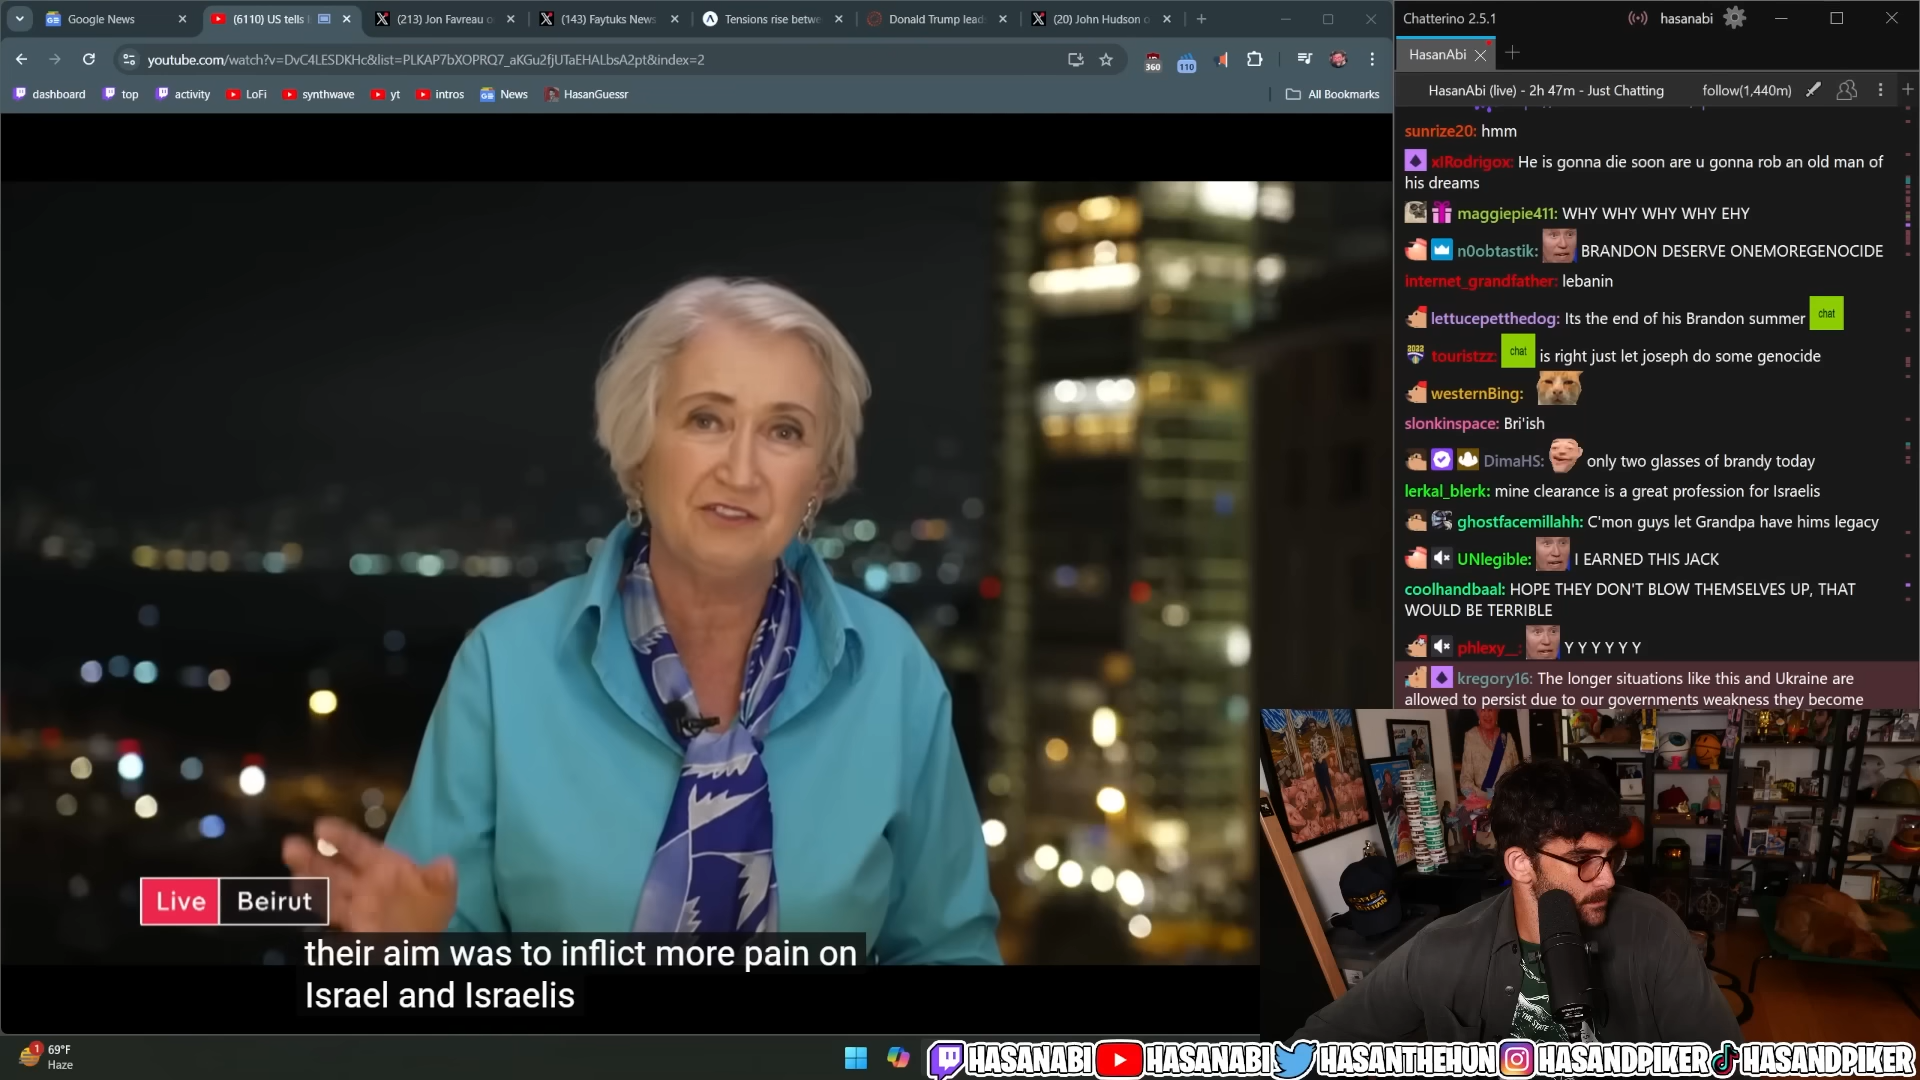 Google News
(6110) US tells
(213) Jon Favreau o
(143) Faytuks News
Tensions rise betwe
Donald Trump lead
(20) John Hudson o
youtube.com/watch?v=DvC4LESDKHc&list=PLKAP7bXOPRQ7_aKGu2fjUTaEHALbsA2pt&index=2
360
110
dashboard
top
activity
LoFi
synthwave
yt
intros
News
HasanGuessr
All Bookmarks
Live Beirut
their aim was to inflict more pain on
Israel and Israelis
Chatterino 2.5.1
hasanabi
HasanAbi
HasanAbi (live) - 2h 47m - Just Chatting
follow(1,440m)
sunrize20: hmm
xlRodrigox: He is gonna die soon are u gonna rob an old man of
his dreams
maggiepie411: WHY WHY WHY WHY EHY
n0obtastik: BRANDON DESERVE ONEMOREGENOCIDE
internet_grandfather: lebanin
lettucepetthedog: Its the end of his Brandon summer chat
touristzz: chat is right just let joseph do some genocide
westernBing:
slonkinspace: Bri'ish
DimaHS: only two glasses of brandy today
lerkal_blerk: mine clearance is a great profession for Israelis
ghostfacemillahh: C'mon guys let Grandpa have hims legacy
UNlegible: I EARNED THIS JACK
coolhandbaal: HOPE THEY DON'T BLOW THEMSELVES UP, THAT
WOULD BE TERRIBLE
phlexy__: Y Y Y Y Y Y
kregory16: The longer situations like this and Ukraine are
allowed to persist due to our governments weakness they become
1
69°F
Haze
HASANABI HASANABI HASANTHEHUN HASANDPIKER HASANDPIKER